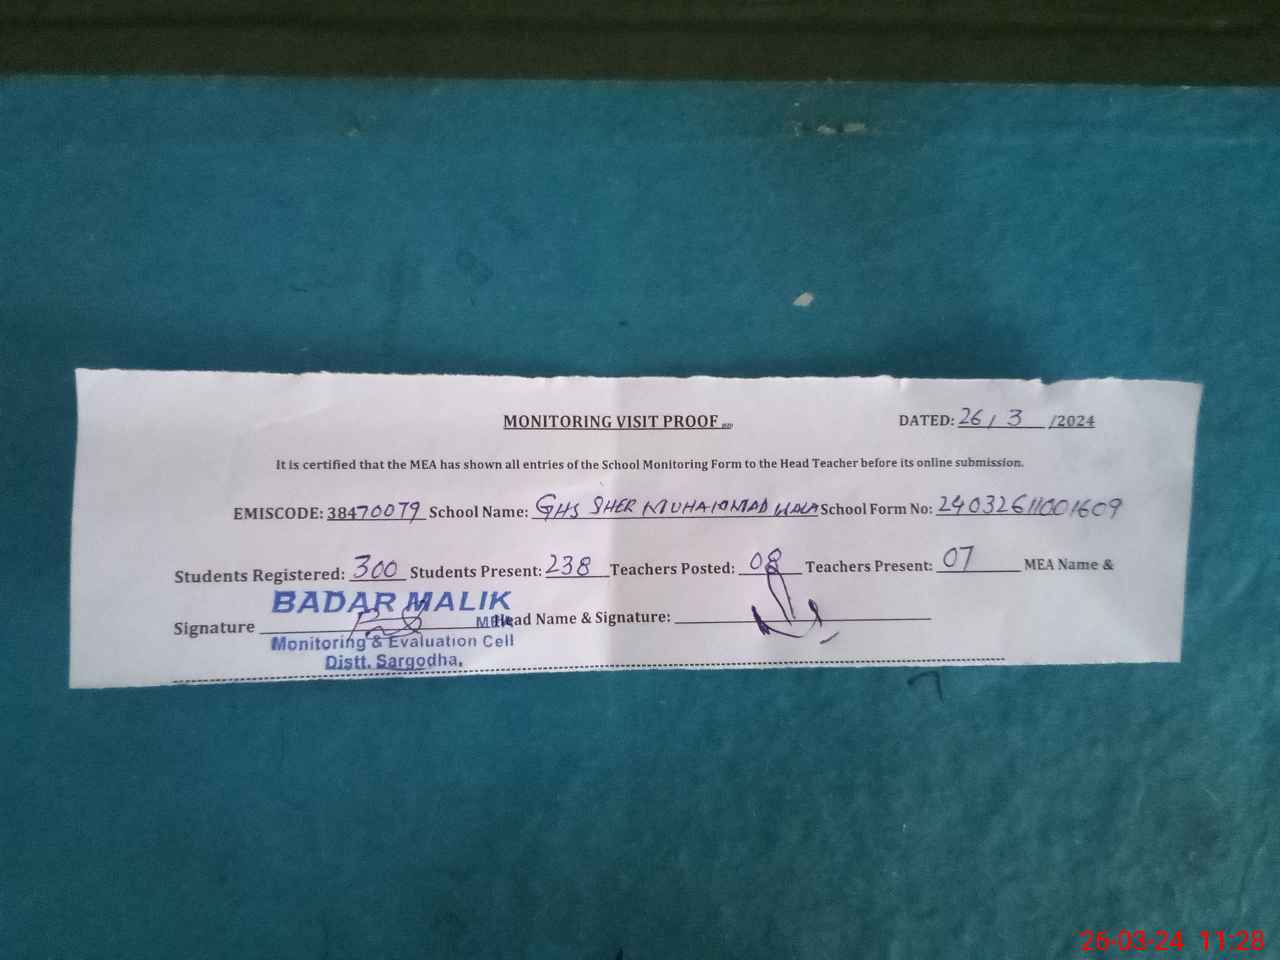 MONITORING VISIT PROOF
DATED: 26/3/2024
It is certified that the MEA has shown all entries of the School Monitoring Form to the Head Teacher before its online submission.
EMISCODE: 38470079 School Name: GHS SHER MUHAMMAD WALA School Form No: 24032611001609
Students Registered: 300 Students Present: 238 Teachers Posted: 08 Teachers Present: 07 MEA Name &
BADAR MALIK
Signature MEA Head Name & Signature:
Monitoring & Evaluation Cell
Distt. Sargodha.
26-03-24 11:28